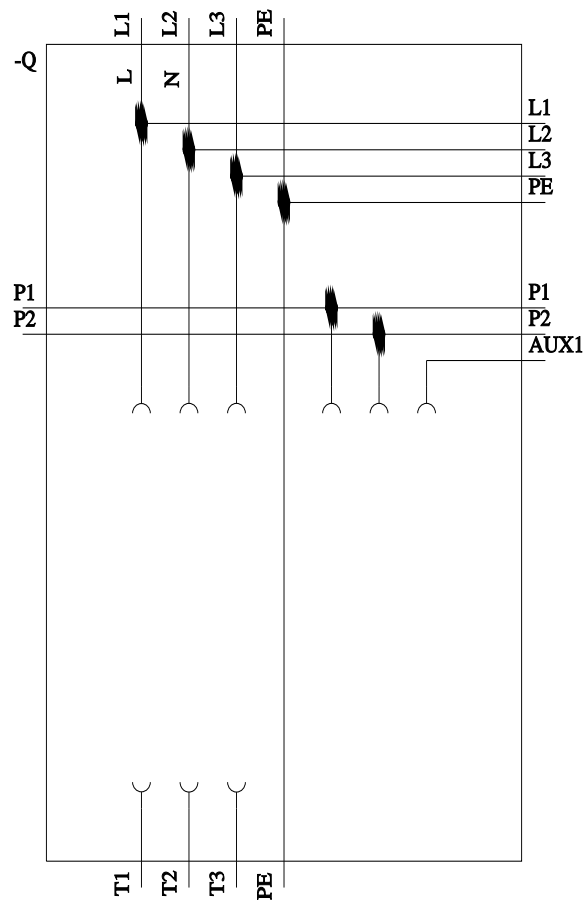 L1 L2 L3 PE
-Q
L N
L1
L2
L3
PE
P1 P1
P2 P2
AUX1
T1 T2 T3 PE